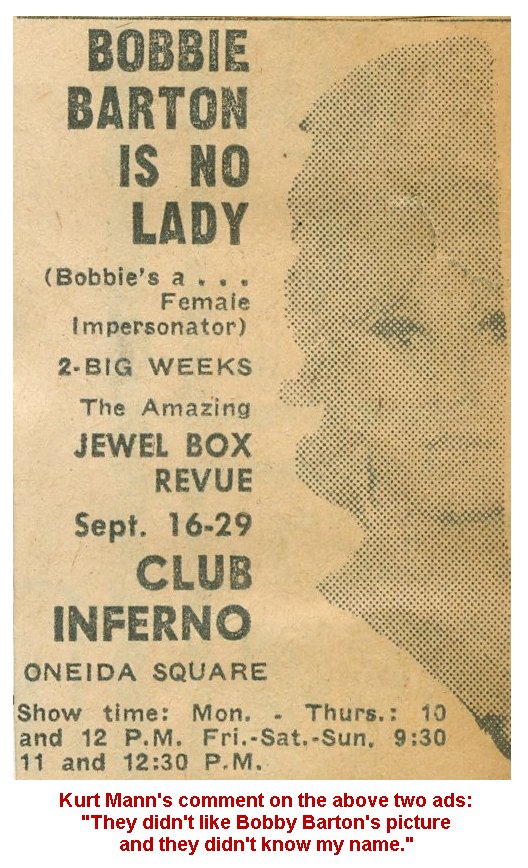 BOBBIE
BARTON
IS NO
LADY
(Bobbie's a . . .
Female
Impersonator)
2-BIG WEEKS
The Amazing
JEWEL BOX
REVUE
Sept. 16-29
CLUB
INFERNO
ONEIDA SQUARE
Show time: Mon. - Thurs.: 10
and 12 P.M. Fri.-Sat.-Sun. 9:30
11 and 12:30 P.M.
Kurt Mann's comment on the above two ads:
"They didn't like Bobby Barton's picture
and they didn't know my name."